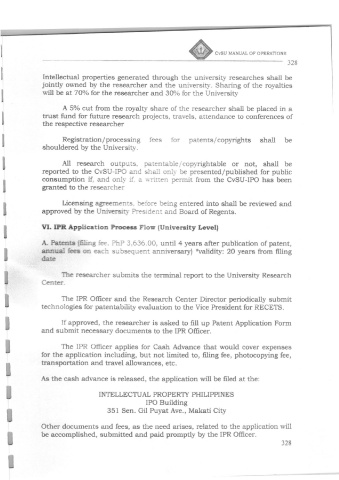 CvSU MANUAL OF OPERATIONS
328
Intellectual properties generated through the university researches shall be
jointly owned by the researcher and the university. Sharing of the royalties
will be at 70% for the researcher and 30% for the University
A 5% cut from the royalty share of the researcher shall be placed in a
trust fund for future research projects, travels, attendance to conferences of
the respective researcher
Registration/processing fees for patents/copyrights shall be
shouldered by the University.
All research outputs, patentable/copyrightable or not, shall be
reported to the CvSU-IPO and shall only be presented/published for public
consumption if, and only if, a written permit from the CvSU-IPO has been
granted to the researcher
Licensing agreements, before being entered into shall be reviewed and
approved by the University President and Board of Regents.
VI. IPR Application Process Flow (University Level)
A. Patents (filing fee, PhP 3,636.00, until 4 years after publication of patent,
annual fees on each subsequent anniversary) *validity: 20 years from filing
date
The researcher submits the terminal report to the University Research
Center.
The IPR Officer and the Research Center Director periodically submit
technologies for patentability evaluation to the Vice President for RECETS.
If approved, the researcher is asked to fill up Patent Application Form
and submit necessary documents to the IPR Officer.
The IPR Officer applies for Cash Advance that would cover expenses
for the application including, but not limited to, filing fee, photocopying fee,
transportation and travel allowances, etc.
As the cash advance is released, the application will be filed at the:
INTELLECTUAL PROPERTY PHILIPPINES
IPO Building
351 Sen. Gil Puyat Ave., Makati City
Other documents and fees, as the need arises, related to the application will
be accomplished, submitted and paid promptly by the IPR Officer.
328